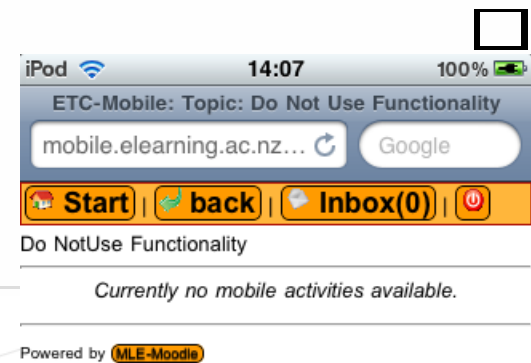 iPod 14:07 100%
ETC-Mobile: Topic: Do Not Use Functionality
mobile.elearning.ac.nz... Google
Start | back | Inbox(0) |
Do NotUse Functionality
Currently no mobile activities available.
Powered by MLE-Moodle